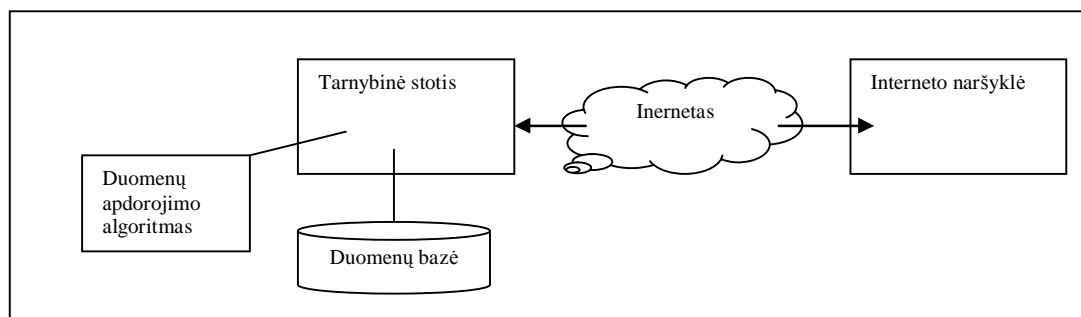 Tarnybinė stotis
Inernetas
Interneto naršyklė
Duomenų
apdorojimo
algoritmas
Duomenų bazė